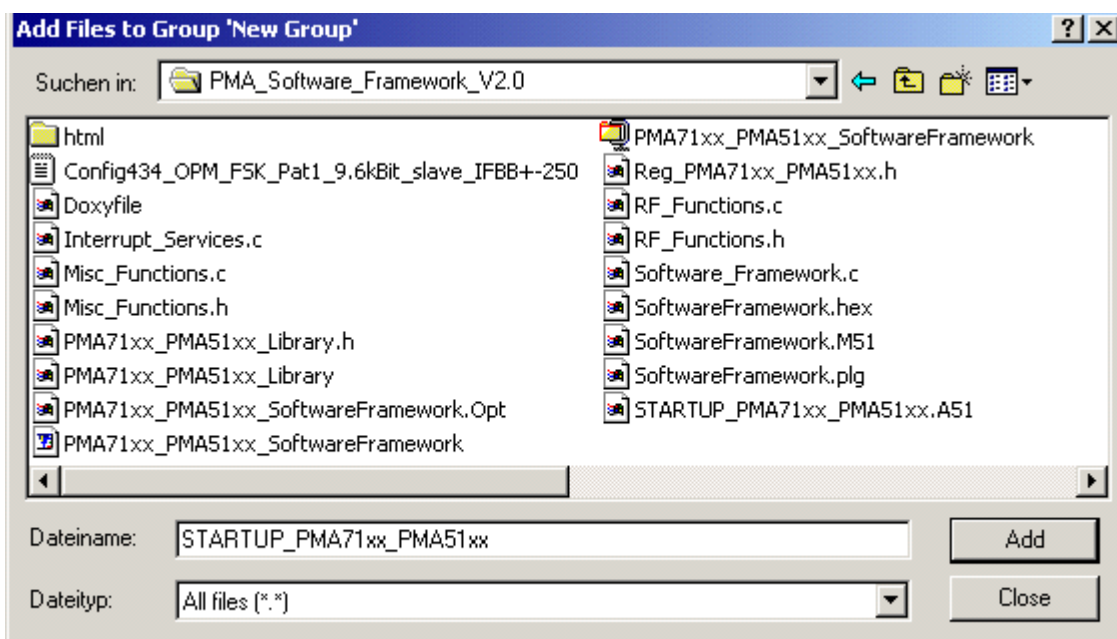 Add Files to Group 'New Group'
Suchen in:
PMA_Software_Framework_V2.0
html
Config434_OPM_FSK_Pat1_9.6kBit_slave_IFBB+-250
Doxyfile
Interrupt_Services.c
Misc_Functions.c
Misc_Functions.h
PMA71xx_PMA51xx_Library.h
PMA71xx_PMA51xx_Library
PMA71xx_PMA51xx_SoftwareFramework.Opt
PMA71xx_PMA51xx_SoftwareFramework
PMA71xx_PMA51xx_SoftwareFramework
Reg_PMA71xx_PMA51xx.h
RF_Functions.c
RF_Functions.h
Software_Framework.c
SoftwareFramework.hex
SoftwareFramework.M51
SoftwareFramework.plg
STARTUP_PMA71xx_PMA51xx.A51
Dateiname:
STARTUP_PMA71xx_PMA51xx
Add
Dateityp:
All files (*.*)
Close